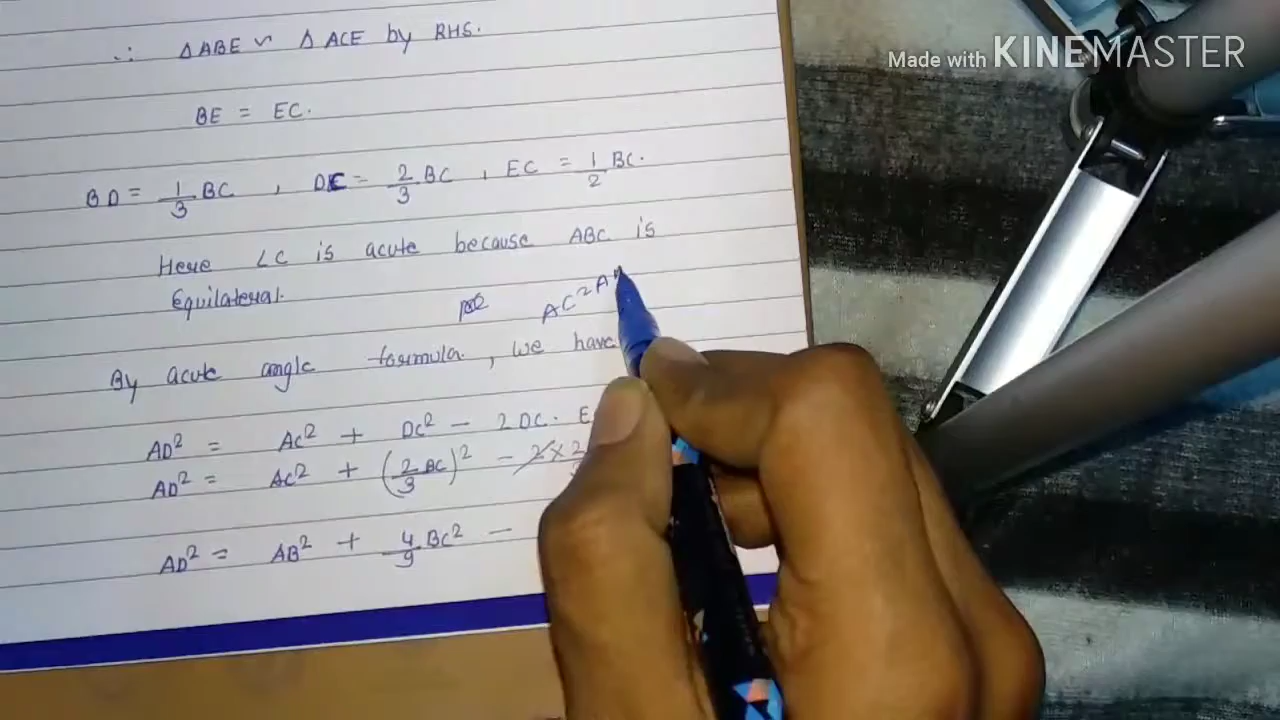 Made with KINEMASTER
∴ ΔABE ∽ ΔACE by RHS.
BE = EC.
BD = 1/3 BC , DC = 2/3 BC , EC = 1/2 BC.
Here ∠C is acute because ABC is
Equilateral.
AC²
By acute angle formula, we have
AD² = AC² + DC² - 2DC. E
AD² = AC² + (2/3 BC)² - 2×2
AD² = AB² + 4/9 BC² -